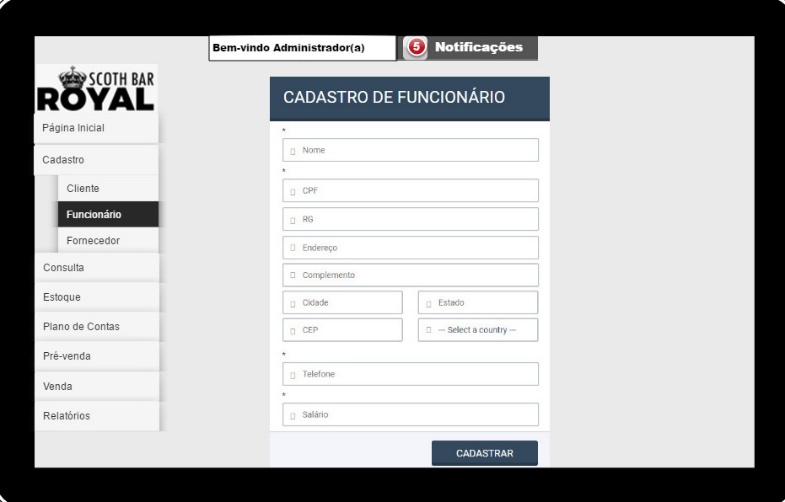 Bem-vindo Administrador(a)
5 Notificações
SCOTH BAR
ROYAL
Página Inicial
Cadastro
Cliente
Funcionário
Fornecedor
Consulta
Estoque
Plano de Contas
Pré-venda
Venda
Relatórios
CADASTRO DE FUNCIONÁRIO
*
Nome
*
CPF
RG
Endereço
Complemento
Cidade Estado
CEP --- Select a country ---
*
Telefone
*
Salário
CADASTRAR